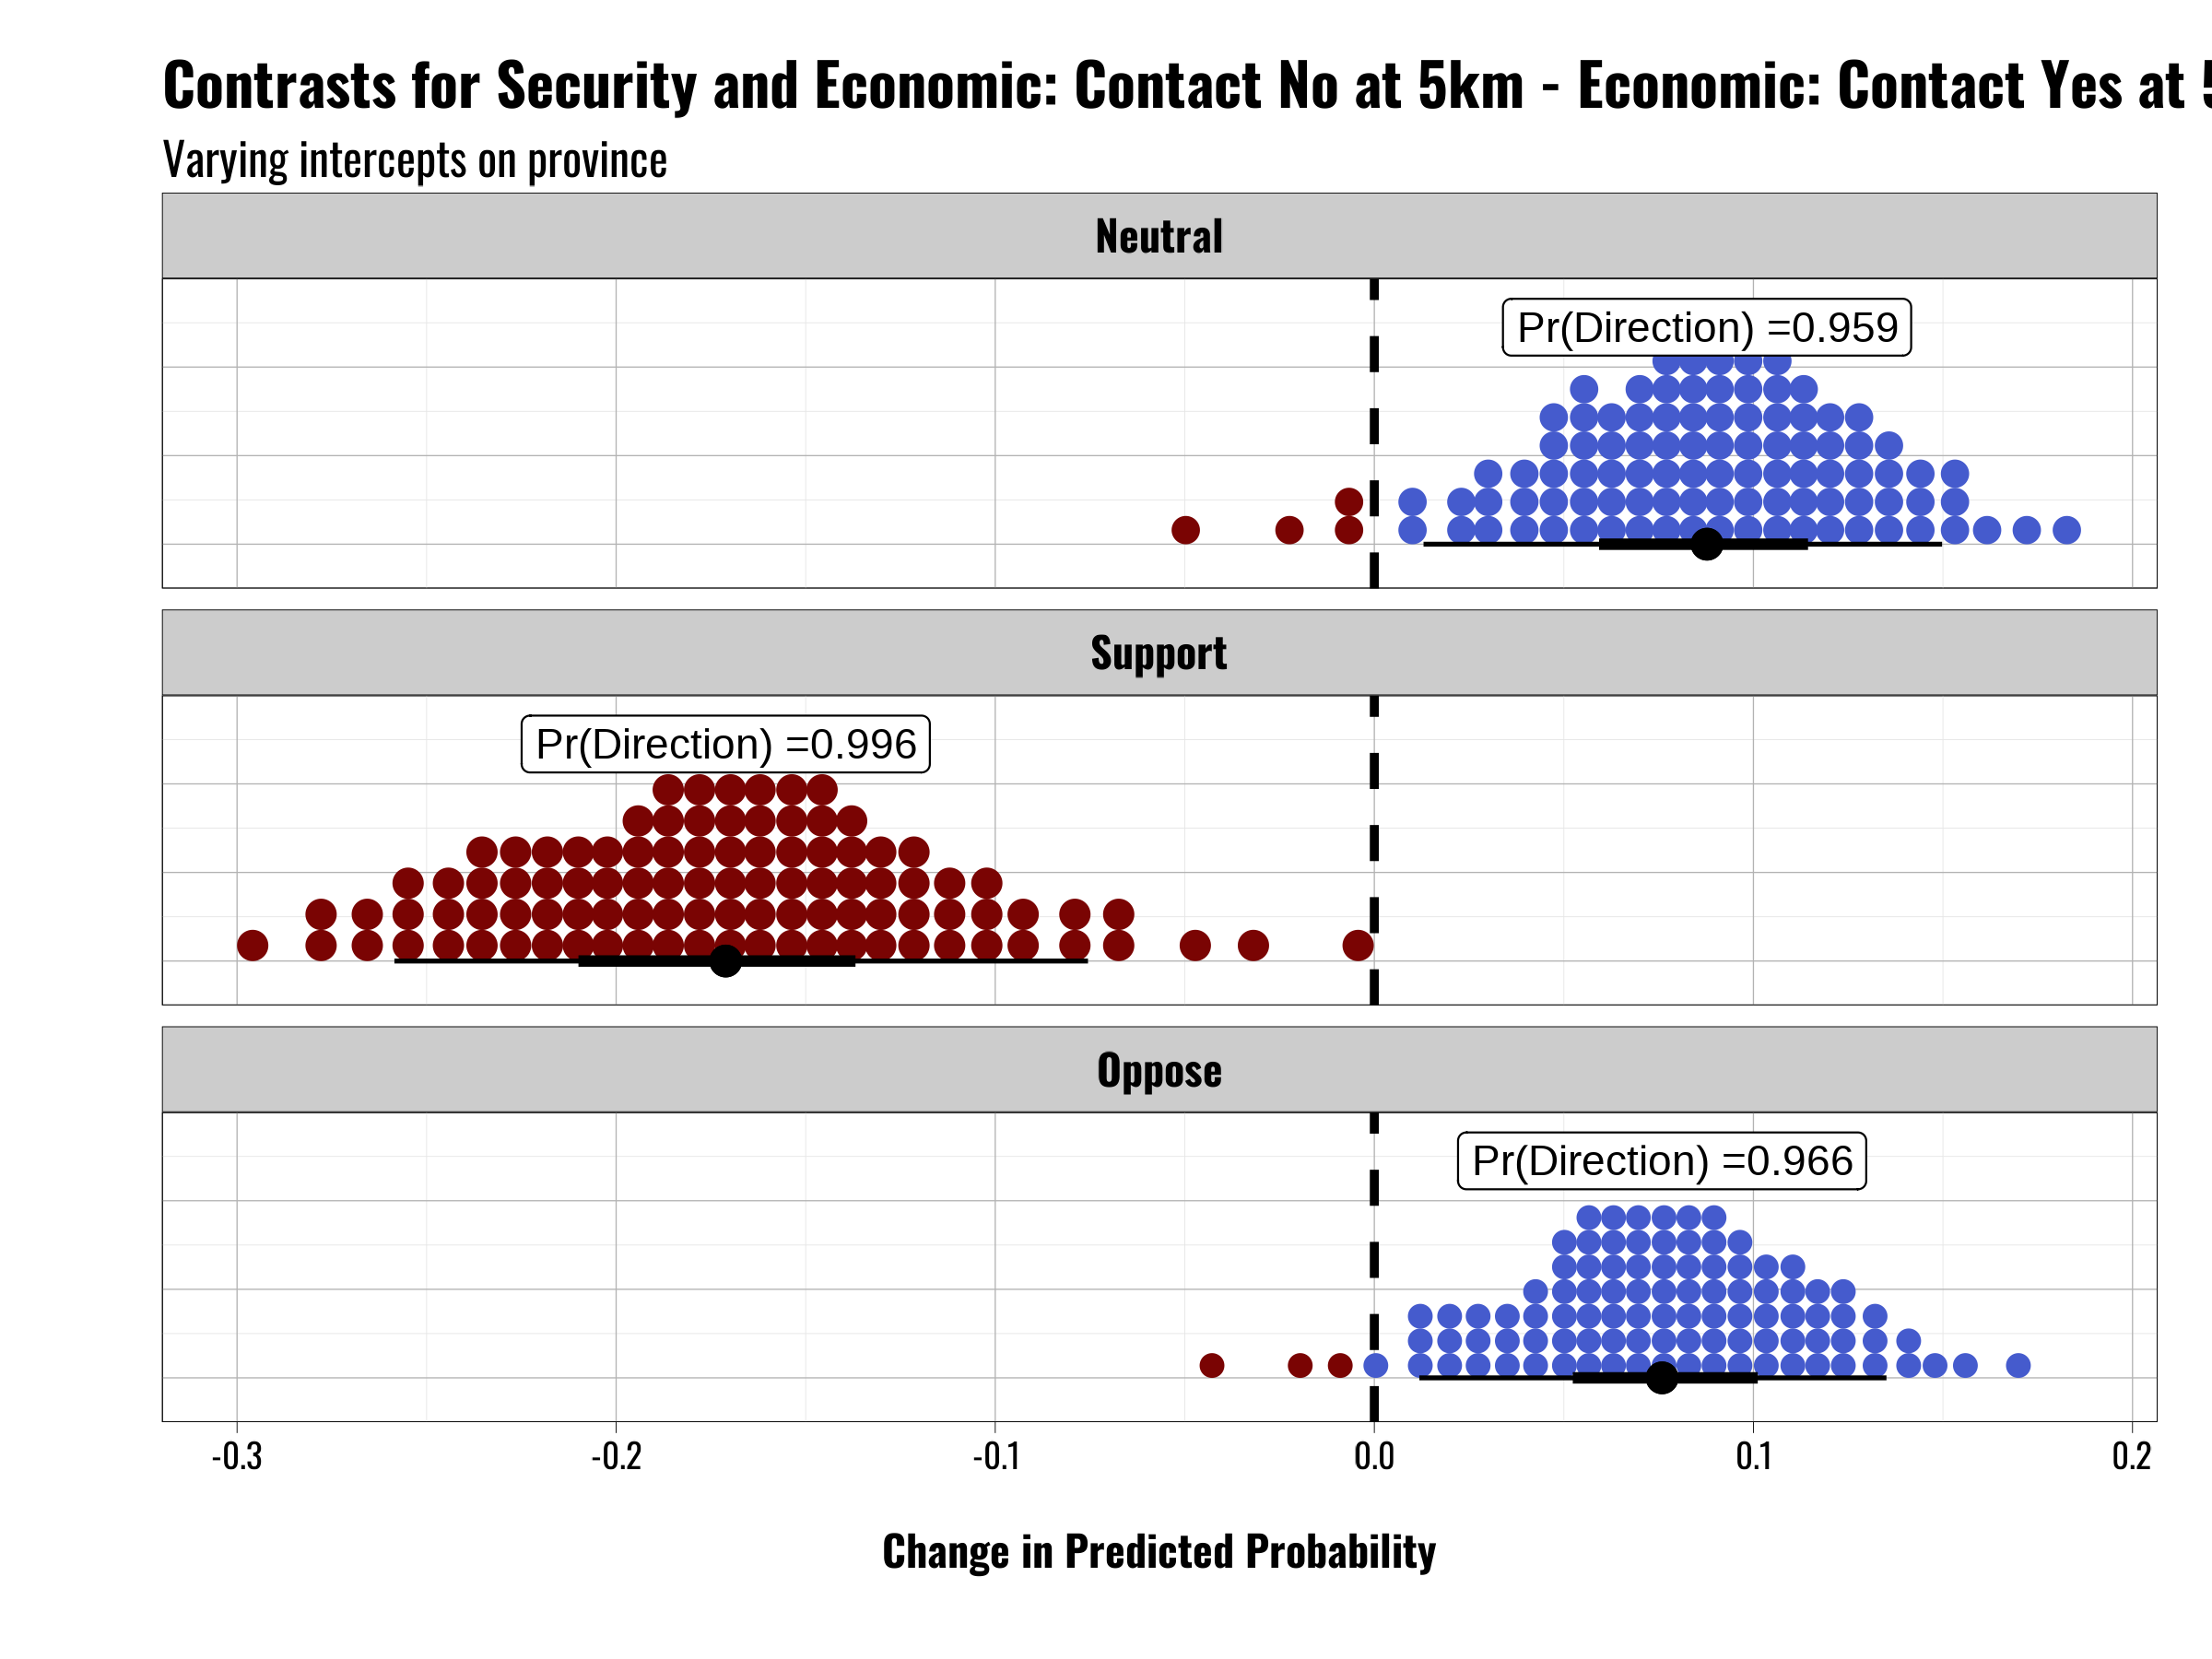 Contrasts for Security and Economic: Contact No at 5km - Economic: Contact Yes at
Varying intercepts on province
Neutral
Pr(Direction) =0.959
Support
Pr(Direction) =0.996
Oppose
Pr(Direction) =0.966
-0.3 -0.2 -0.1 0.0 0.1 0.2
Change in Predicted Probability